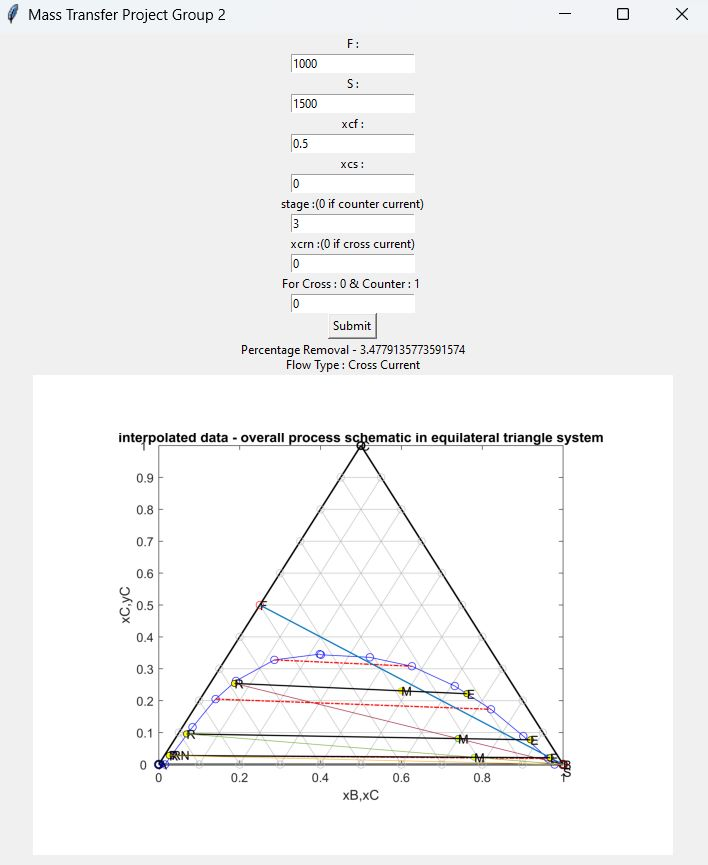 Mass Transfer Project Group 2
F :
1000
S :
1500
xcf :
0.5
xcs :
0
stage :(0 if counter current)
3
xcrn :(0 if cross current)
0
For Cross : 0 & Counter : 1
0
Submit
Percentage Removal - 3.4779135773591574
Flow Type : Cross Current
interpolated data - overall process schematic in equilateral triangle system
1
C
0.9
0.8
0.7
0.6
xC,yC
0.5
F
0.4
0.3
R
M
E
0.2
0.1
R
M
E
0
RN
M
E
B
S
0
0.2
0.4
0.6
0.8
1
xB,xC